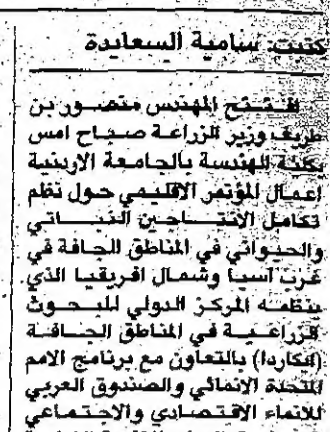 كتبت: سامية السعايدة
افتتح المهندس منصور بن
طريف وزير الزراعة صباح امس
بكلية الهندسة بالجامعة الاردنية
اعمال المؤتمر الاقليمي حول نظم
تكامل الانتاجين النباتي
والحيواني في المناطق الجافة في
غرب آسيا وشمال افريقيا الذي
ينظمه المركز الدولي للبحوث
الزراعية في المناطق الجافة
(ايكاردا) بالتعاون مع برنامج الامم
المتحدة الانمائي والصندوق العربي
للانماء الاقتصادي والاجتماعي